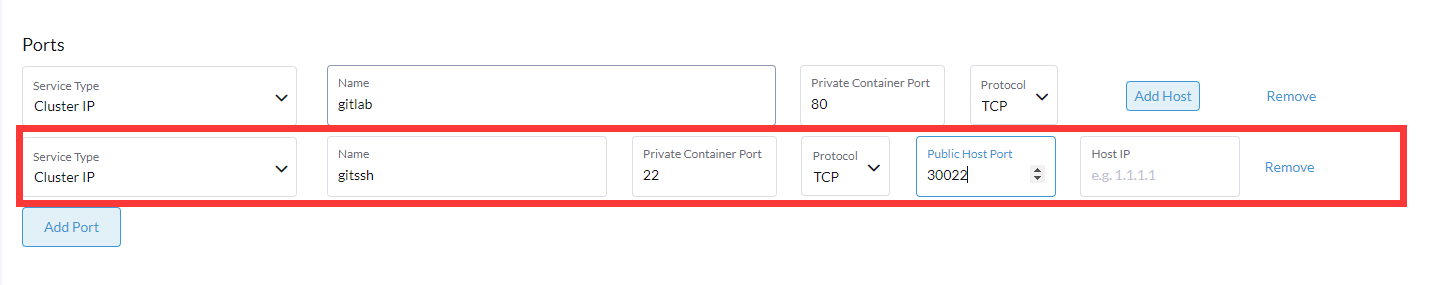 Ports
Service Type
Cluster IP
Name
gitlab
Private Container Port
80
Protocol
TCP
Add Host
Remove
Service Type
Cluster IP
Name
gitssh
Private Container Port
22
Protocol
TCP
Public Host Port
30022
Host IP
e.g. 1.1.1.1
Remove
Add Port